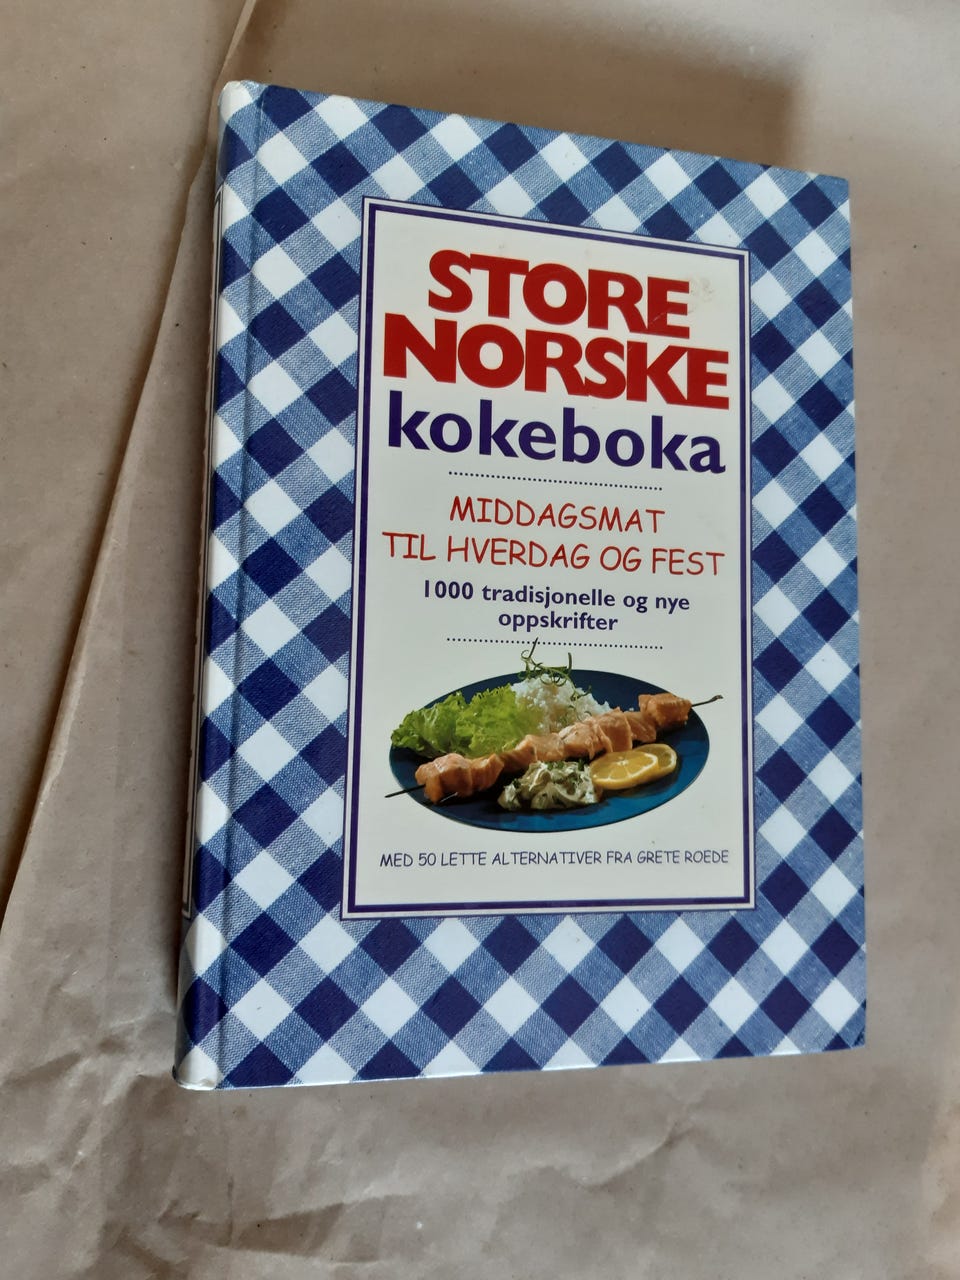 STORE
NORSKE
kokeboka
MIDDAGSMAT
TIL HVERDAG OG FEST
1000 tradisjonelle og nye
oppskrifter
MED 50 LETTE ALTERNATIVER FRA GRETE ROEDE